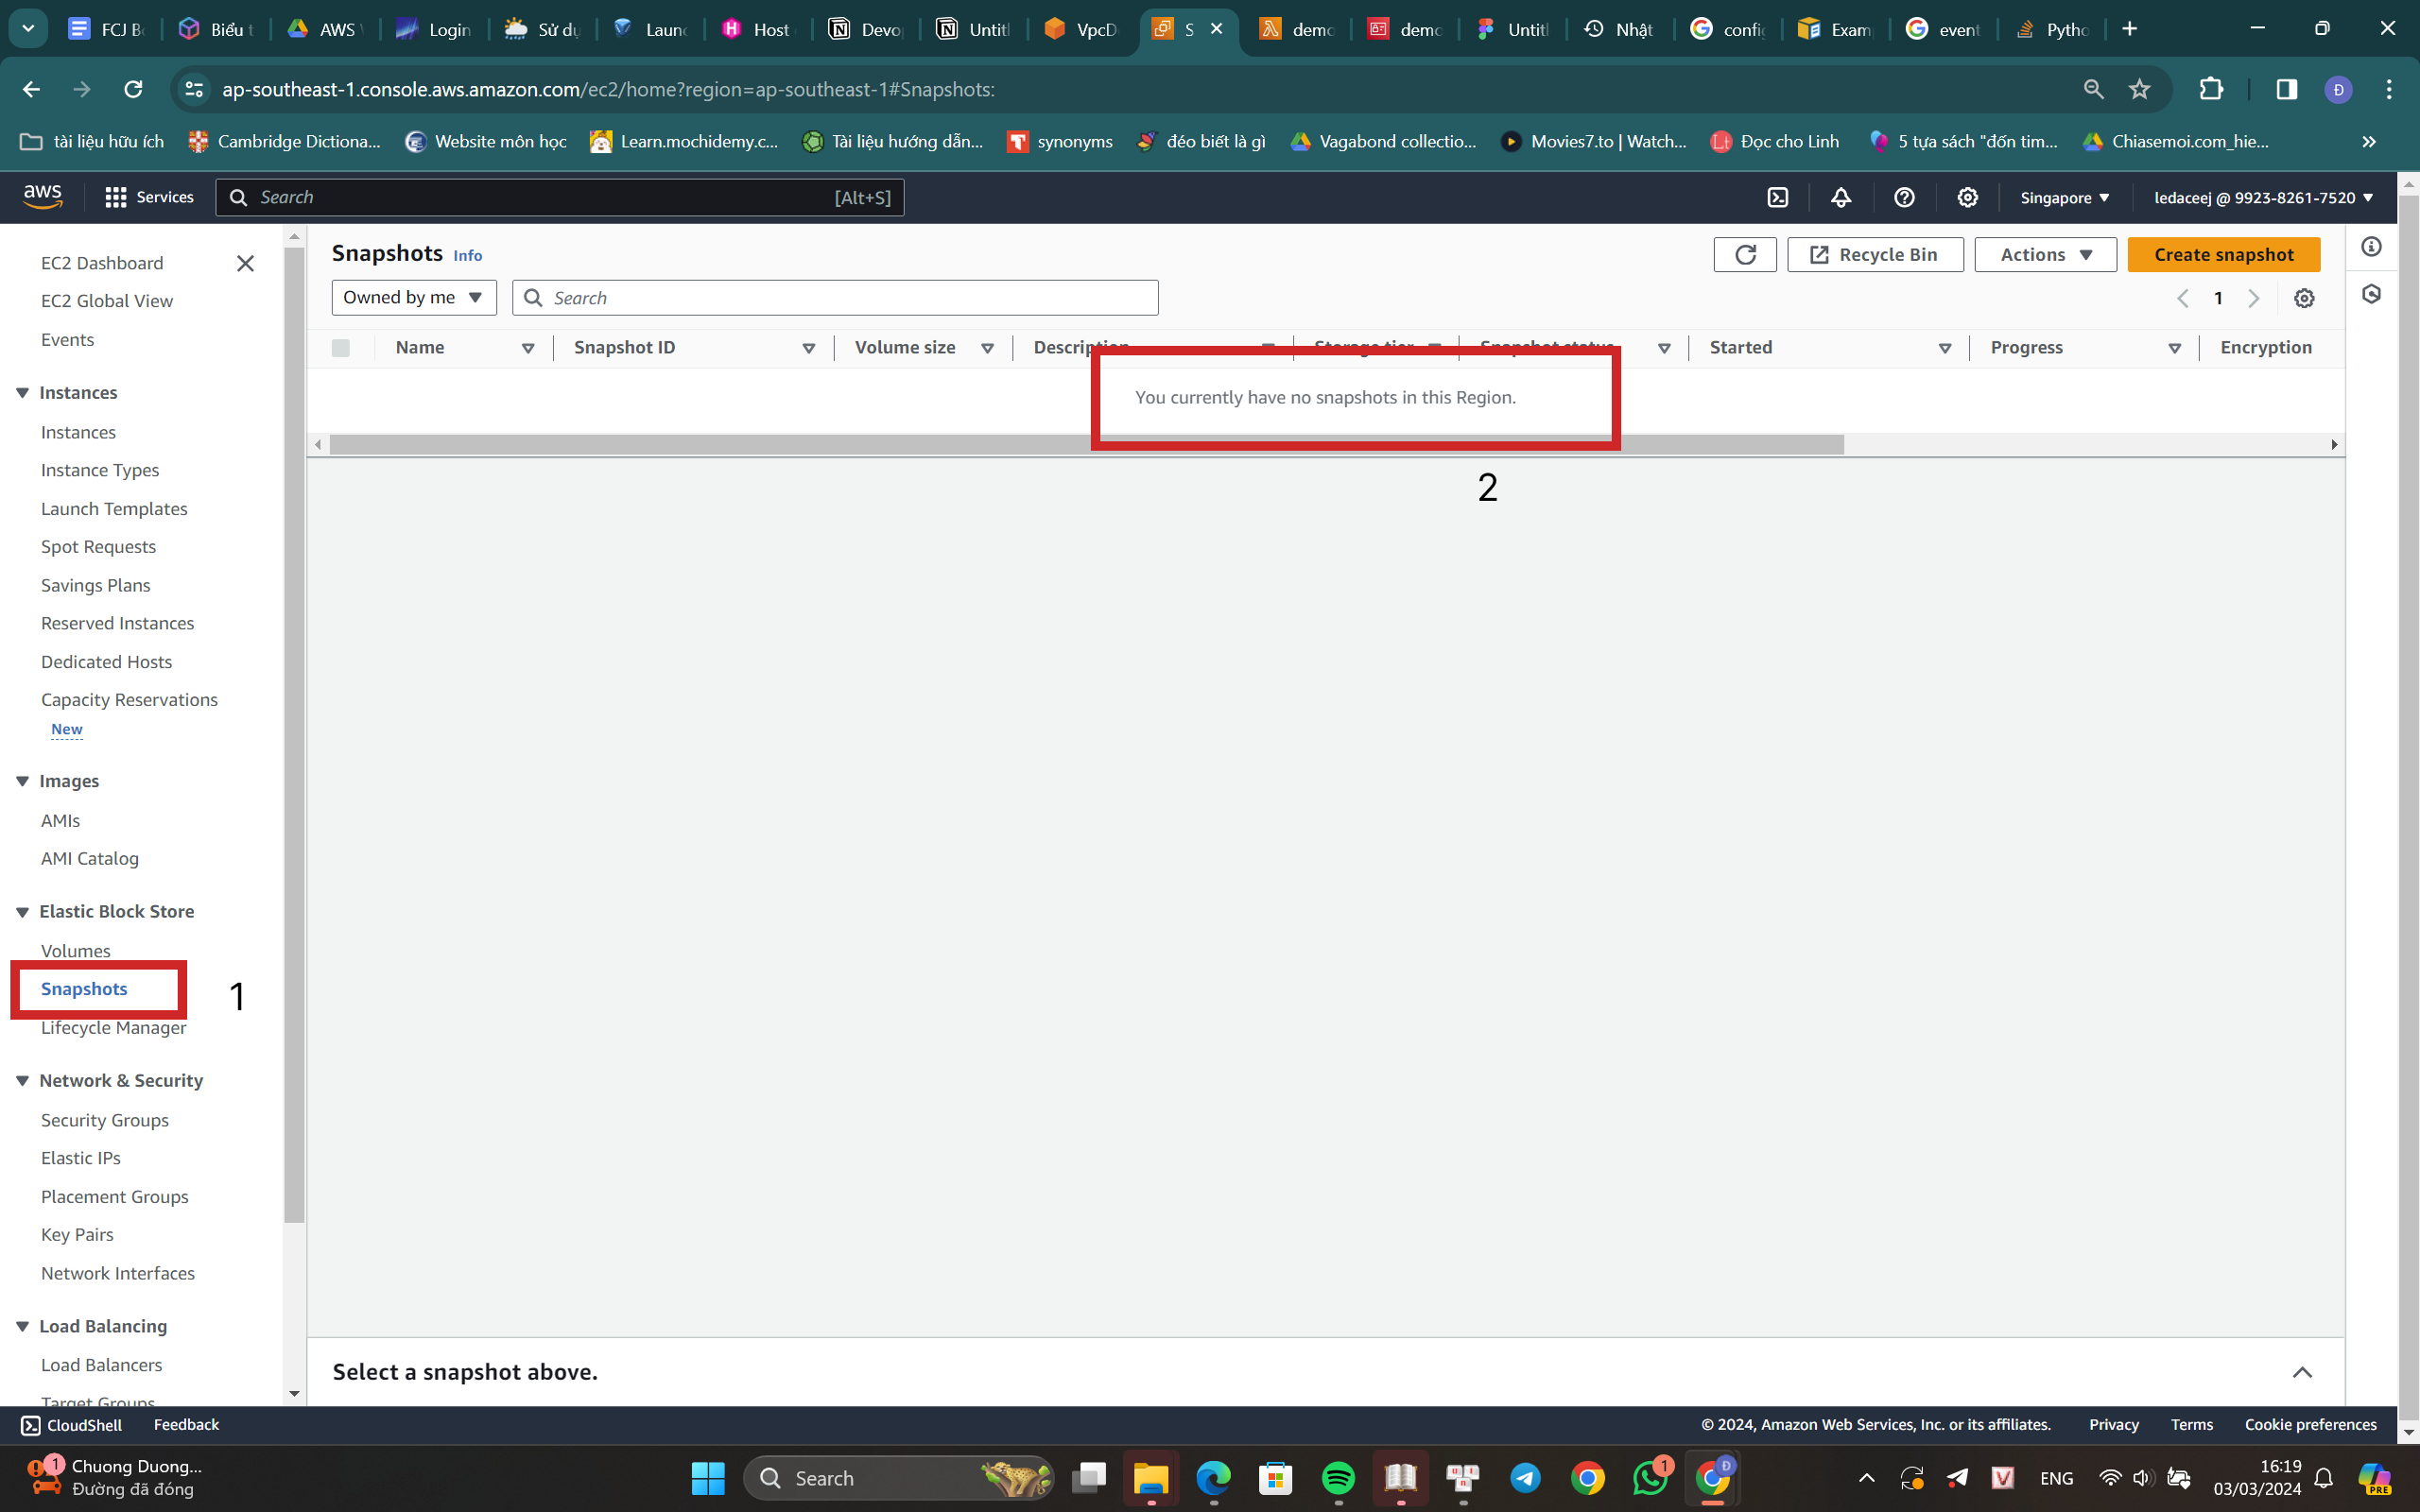 FCJ B
Biểu t
AWS
Login
Sử dụ
Laun
Host
Devo
Untit
VpcD
S
demo
demo
Untit
Nhật
config
Exam
event
Pytho
ap-southeast-1.console.aws.amazon.com/ec2/home?region=ap-southeast-1#Snapshots:
Đ
tài liệu hữu ích
Cambridge Dictiona...
Website môn học
Learn.mochidemy.c...
Tài liệu hướng dẫn...
synonyms
đéo biết là gì
Vagabond collectio...
Movies7.to | Watch...
Đọc cho Linh
5 tựa sách "đốn tim...
Chiasemoi.com_hie...
aws
Services
Search
[Alt+S]
Singapore
ledaceej @ 9923-8261-7520
EC2 Dashboard
EC2 Global View
Events
Instances
Instances
Instance Types
Launch Templates
Spot Requests
Savings Plans
Reserved Instances
Dedicated Hosts
Capacity Reservations
New
Images
AMIs
AMI Catalog
Elastic Block Store
Volumes
Snapshots
1
Lifecycle Manager
Network & Security
Security Groups
Elastic IPs
Placement Groups
Key Pairs
Network Interfaces
Load Balancing
Load Balancers
Target Groups
Snapshots Info
Recycle Bin
Actions
Create snapshot
Owned by me
Search
1
Name
Snapshot ID
Volume size
Description
Storage tier
Snapshot status
Started
Progress
Encryption
You currently have no snapshots in this Region.
2
Select a snapshot above.
CloudShell
Feedback
© 2024, Amazon Web Services, Inc. or its affiliates.
Privacy
Terms
Cookie preferences
1
Chuong Duong...
Đường đã đóng
Search
1
Đ
ENG
16:19
03/03/2024
PRE